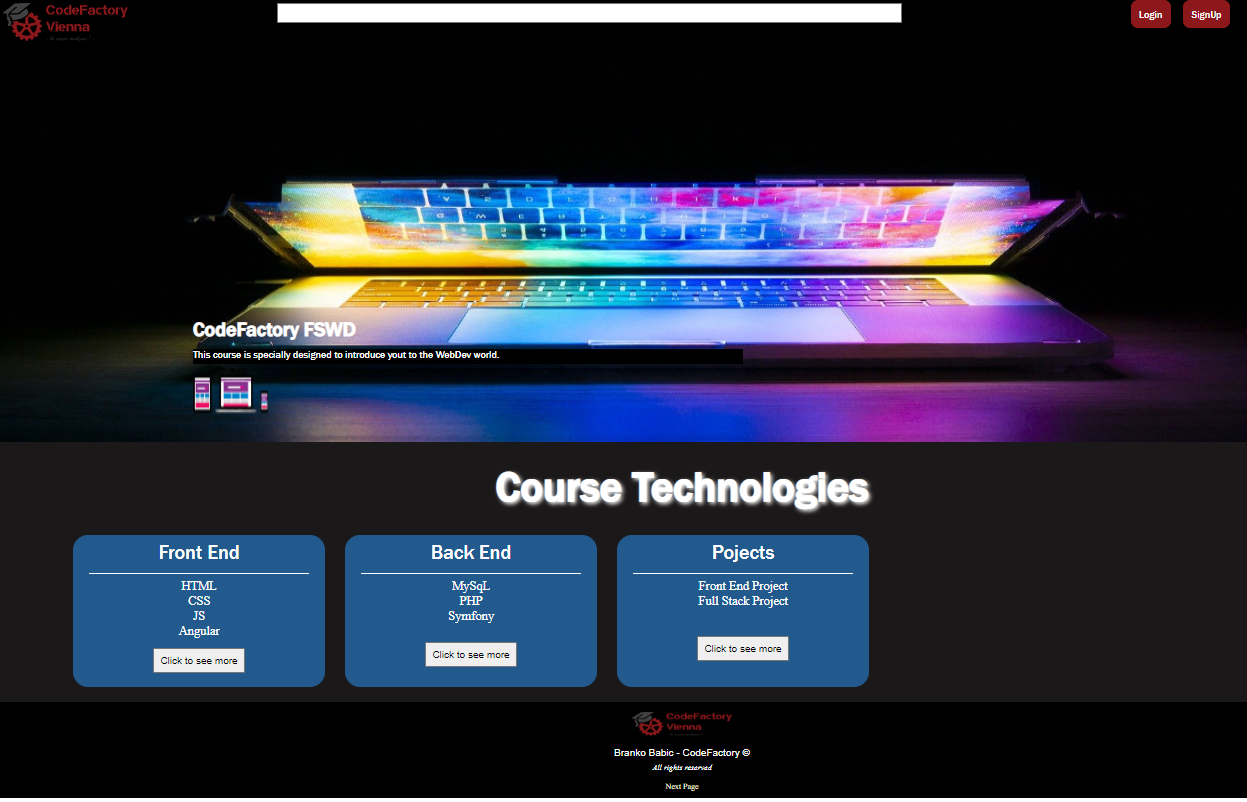 CodeFactory
Vienna
Login
SignUp
CodeFactory FSWD
This course is specially designed to introduce yout to the WebDev world.
Course Technologies
Front End
HTML
CSS
JS
Angular
Click to see more
Back End
MySqL
PHP
Symfony
Click to see more
Pojects
Front End Project
Full Stack Project
Click to see more
CodeFactory
Vienna
Branko Babic - CodeFactory ©
All rights reserved
Next Page